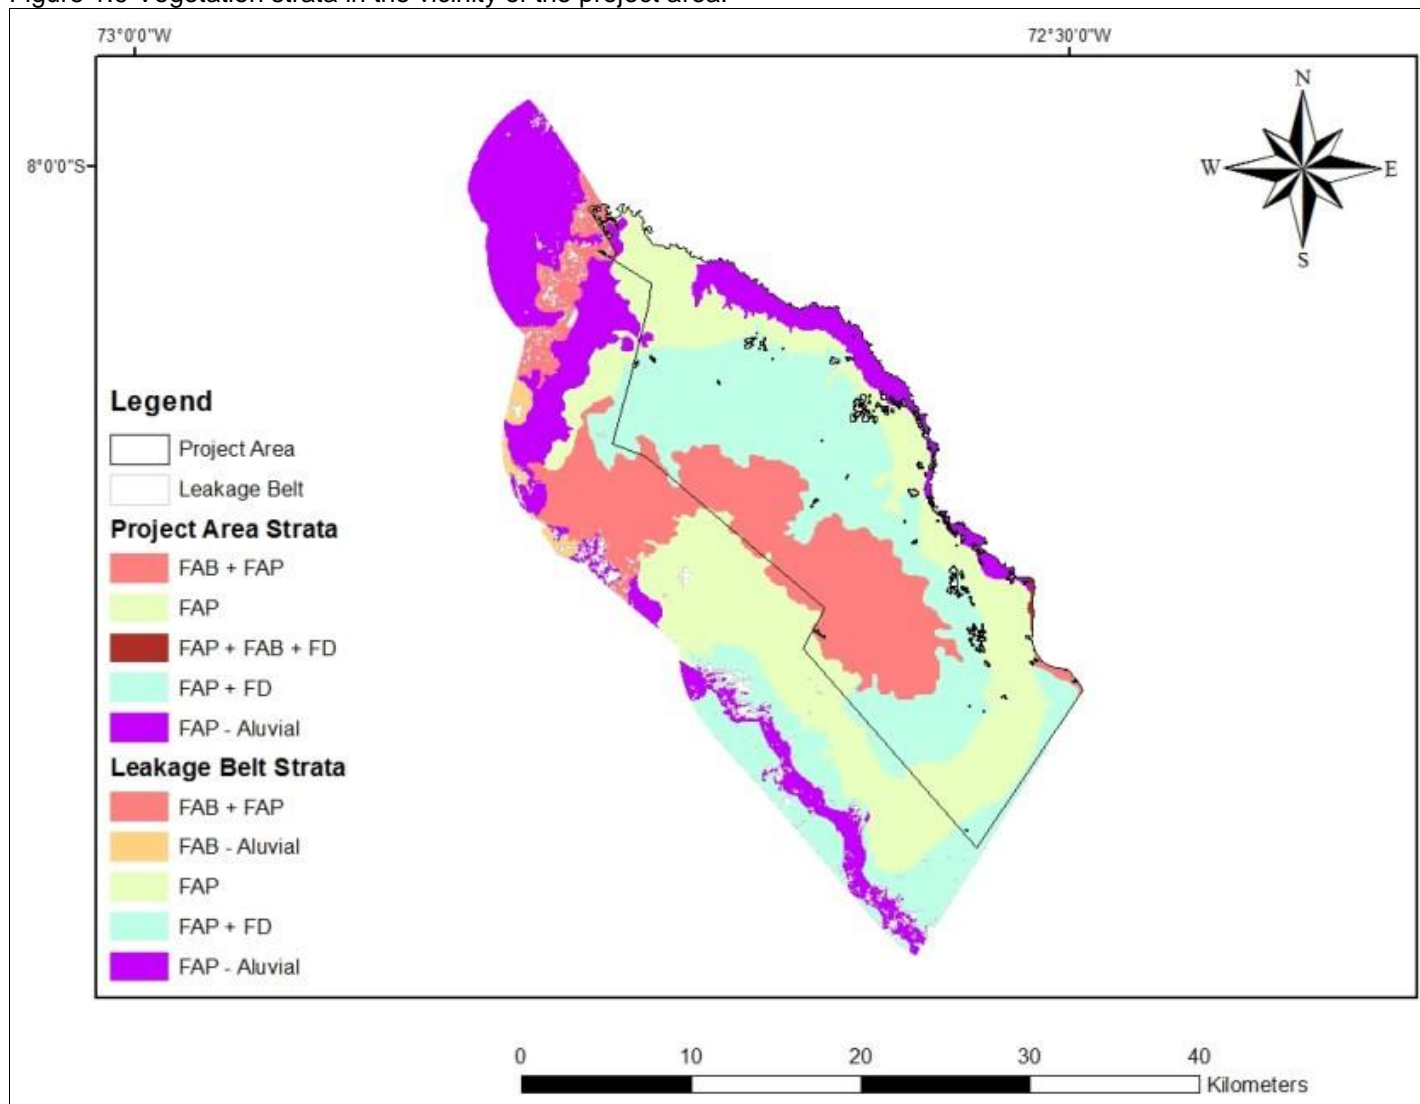 73°0'0"W
72°30'0"W
N
8°0'0"S
W
E
S
Legend
Project Area
Leakage Belt
Project Area Strata
FAB + FAP
FAP
FAP + FAB + FD
FAP + FD
FAP - Aluvial
Leakage Belt Strata
FAB + FAP
FAB - Aluvial
FAP
FAP + FD
FAP - Aluvial
0 10 20 30 40
Kilometers